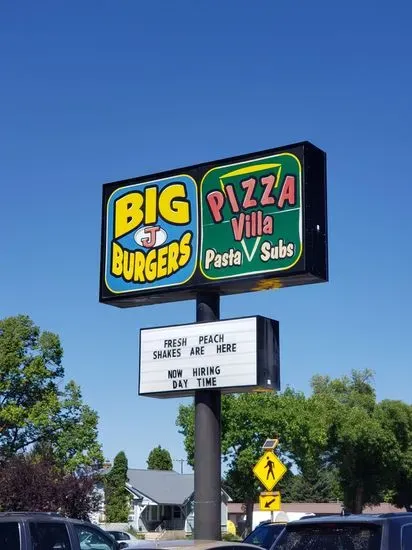 BIG
J
BURGERS
PIZZA
Villa
Pasta Subs
FRESH PEACH
SHAKES ARE HERE
NOW HIRING
DAY TIME